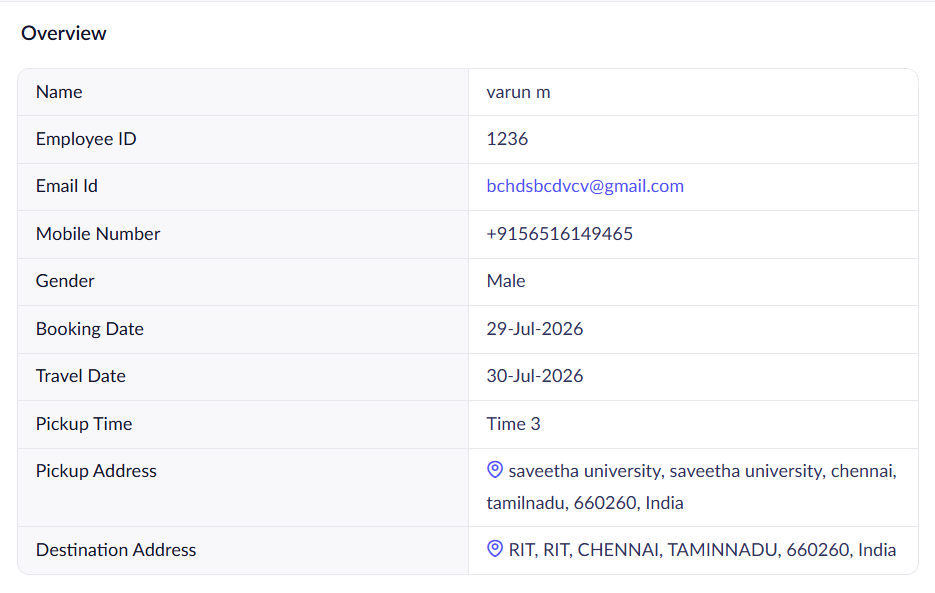 Overview
Name varun m
Employee ID 1236
Email Id bchdsbcdvcv@gmail.com
Mobile Number +9156516149465
Gender Male
Booking Date 29-Jul-2026
Travel Date 30-Jul-2026
Pickup Time Time 3
Pickup Address saveetha university, saveetha university, chennai,
tamilnadu, 660260, India
Destination Address RIT, RIT, CHENNAI, TAMINNADU, 660260, India